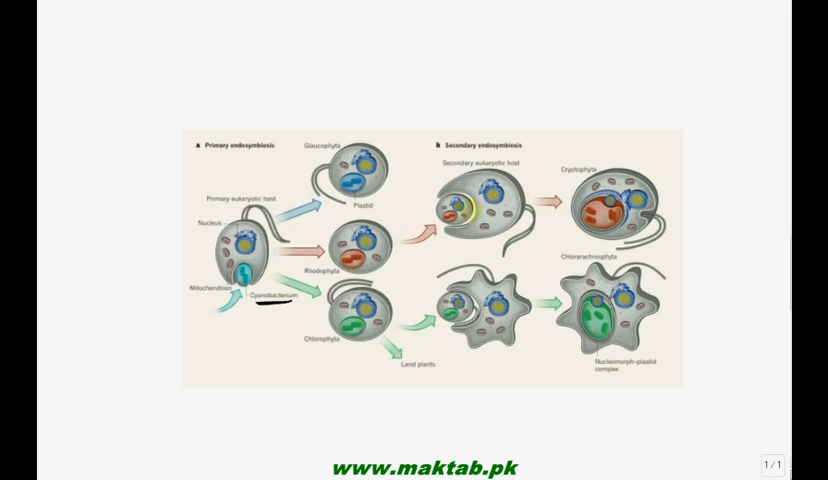 a Primary endosymbiosis
Glaucophyta
Plastid
Primary eukaryotic host
Nucleus
Mitochondrion
Cyanobacterium
Rhodophyta
Chlorophyta
Land plants
b Secondary endosymbiosis
Secondary eukaryotic host
Cryptophyta
Chlorarachniophyta
Nucleomorph–plastid
complex
www.maktab.pk
1/1